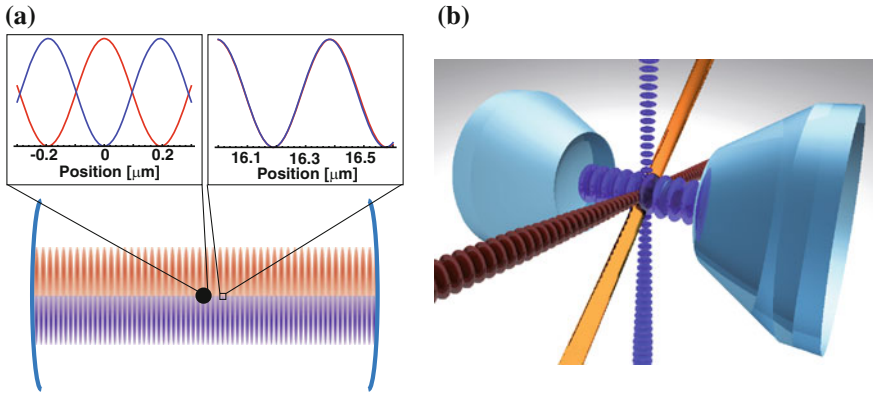 (a)
(b)
-0.2 0 0.2
Position [μm]
16.1 16.3 16.5
Position [μm]